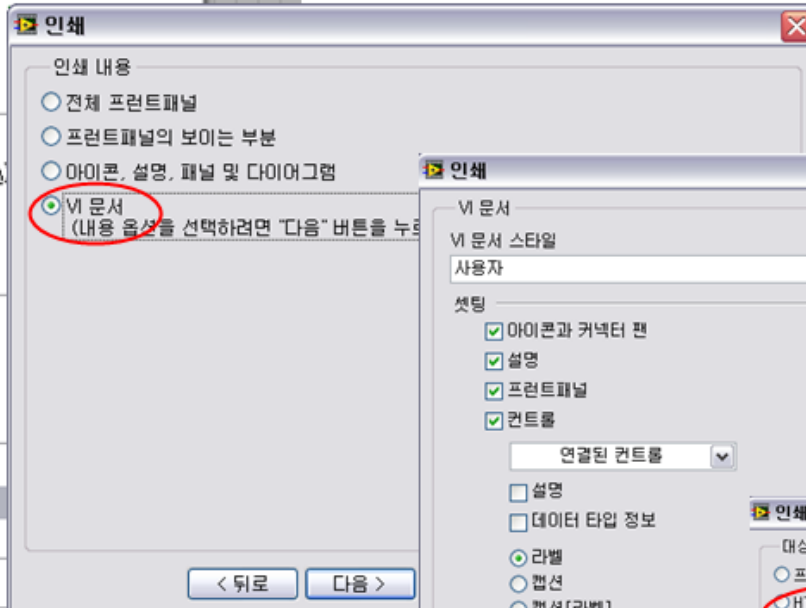 인쇄
인쇄 내용
전체 프런트패널
프런트패널의 보이는 부분
아이콘, 설명, 패널 및 다이어그램
VI 문서
(내용 옵션을 선택하려면 "다음" 버튼을
< 뒤로
다음 >
인쇄
VI 문서
VI 문서 스타일
사용자
셋팅
아이콘과 커넥터 팬
설명
프런트패널
컨트롤
연결된 컨트롤
설명
데이터 타입 정보
라벨
캡션
캡션[라벨]
인쇄